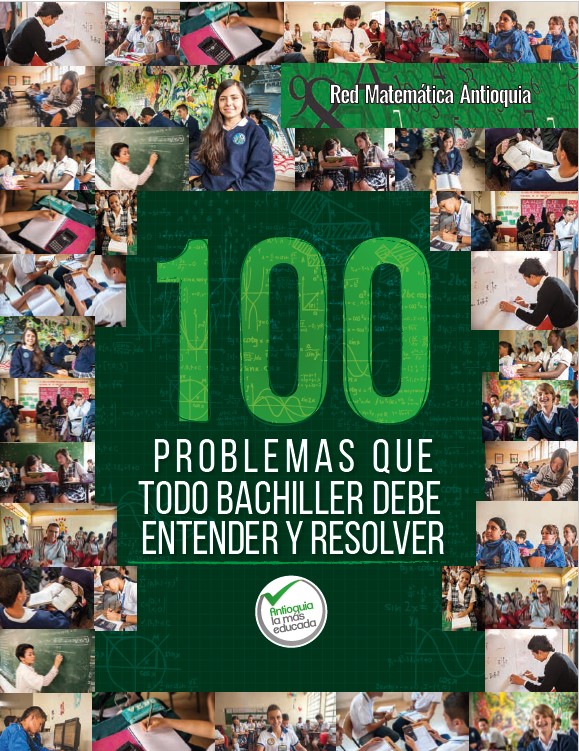 Red Matemática Antioquia
100
PROBLEMAS QUE
TODO BACHILLER DEBE
ENTENDER Y RESOLVER
Antioquia
la más
educada